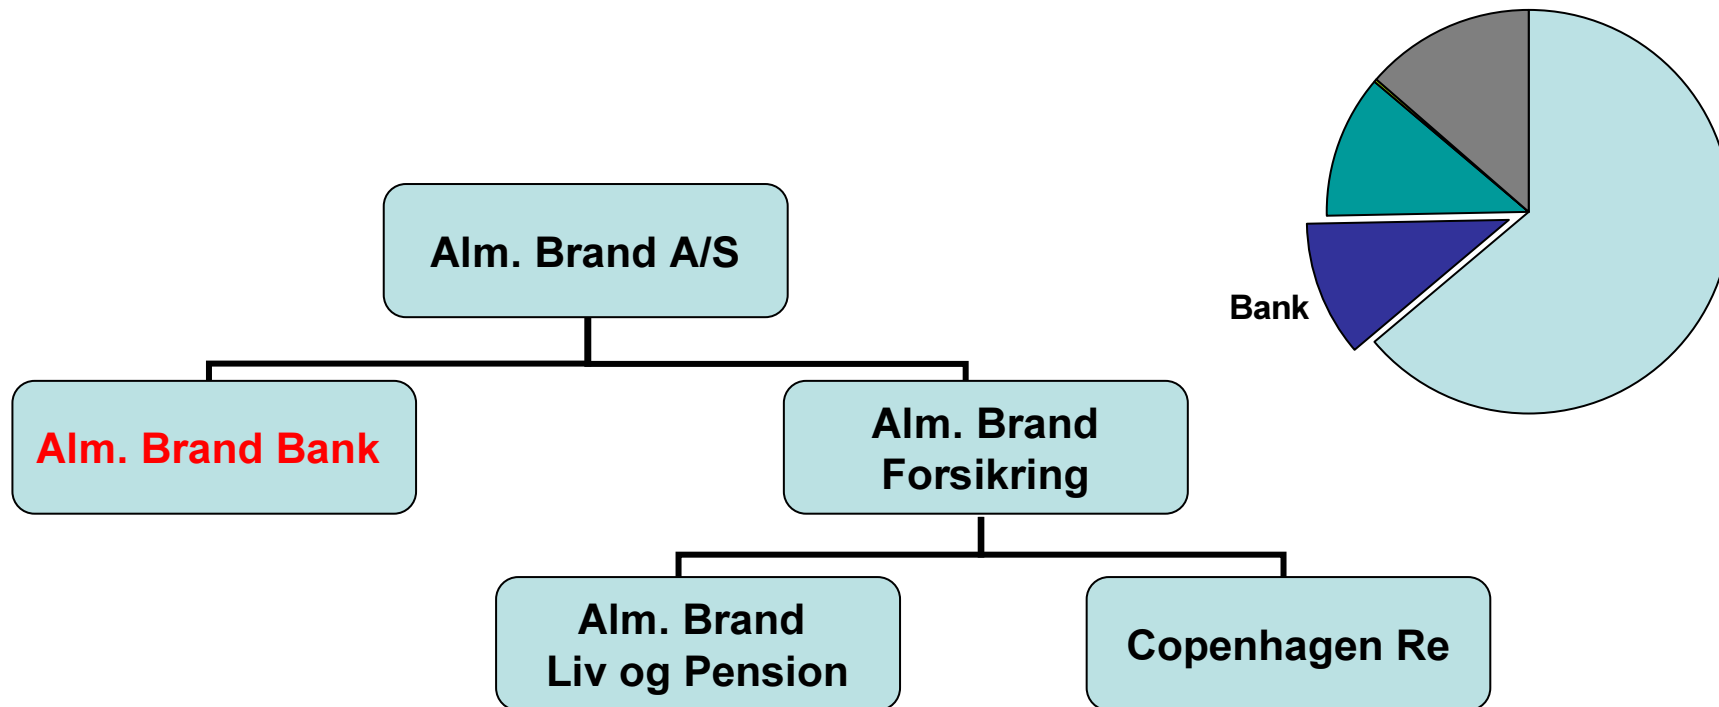 Alm. Brand A/S
Bank
Alm. Brand Bank
Alm. Brand
Forsikring
Alm. Brand
Liv og Pension
Copenhagen Re